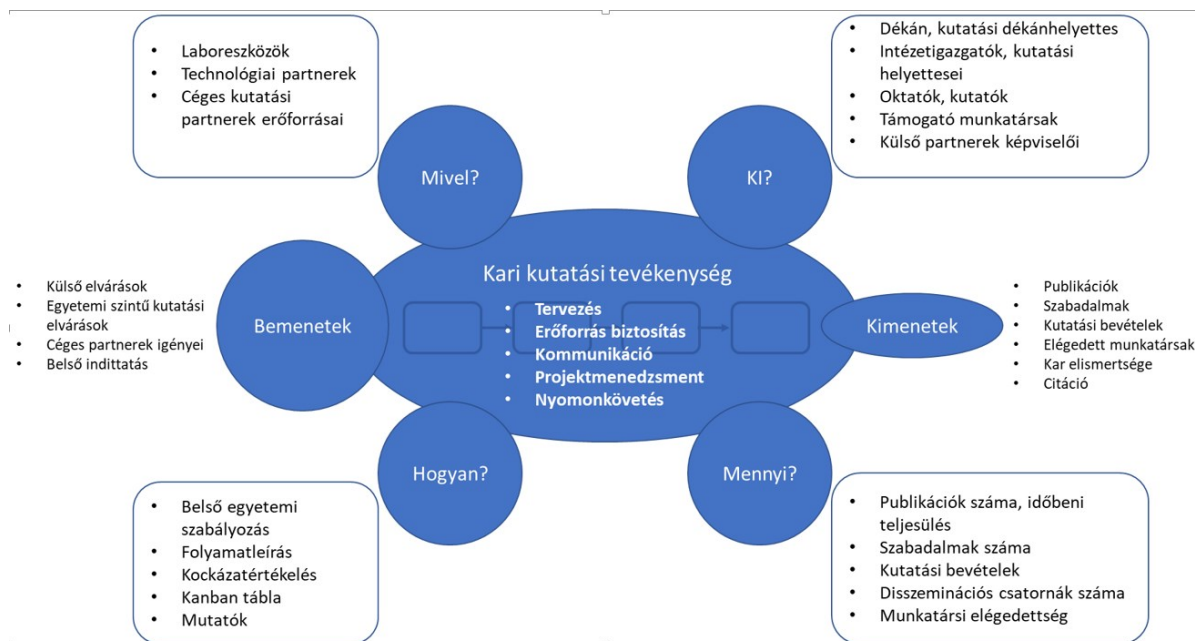 • Laboreszközök
• Technológiai partnerek
• Céges kutatási
partnerek erőforrásai
• Dékán, kutatási dékánhelyettes
• Intézetigazgatók, kutatási
helyettesei
• Oktatók, kutatók
• Támogató munkatársak
• Külső partnerek képviselői
Mivel?
KI?
• Külső elvárások
• Egyetemi szintű kutatási
elvárások
• Céges partnerek igényei
• Belső indittatás
Bemenetek
Kari kutatási tevékenység
• Tervezés
• Erőforrás biztosítás
• Kommunikáció
• Projektmenedzsment
• Nyomonkövetés
Kimenetek
• Publikációk
• Szabadalmak
• Kutatási bevételek
• Elégedett munkatársak
• Kar elismertsége
• Citáció
Hogyan?
Mennyi?
• Belső egyetemi
szabályozás
• Folyamatleírás
• Kockázatértékelés
• Kanban tábla
• Mutatók
• Publikációk száma, időbeni
teljesülés
• Szabadalmak száma
• Kutatási bevételek
• Disszeminációs csatornák száma
• Munkatársi elégedettség